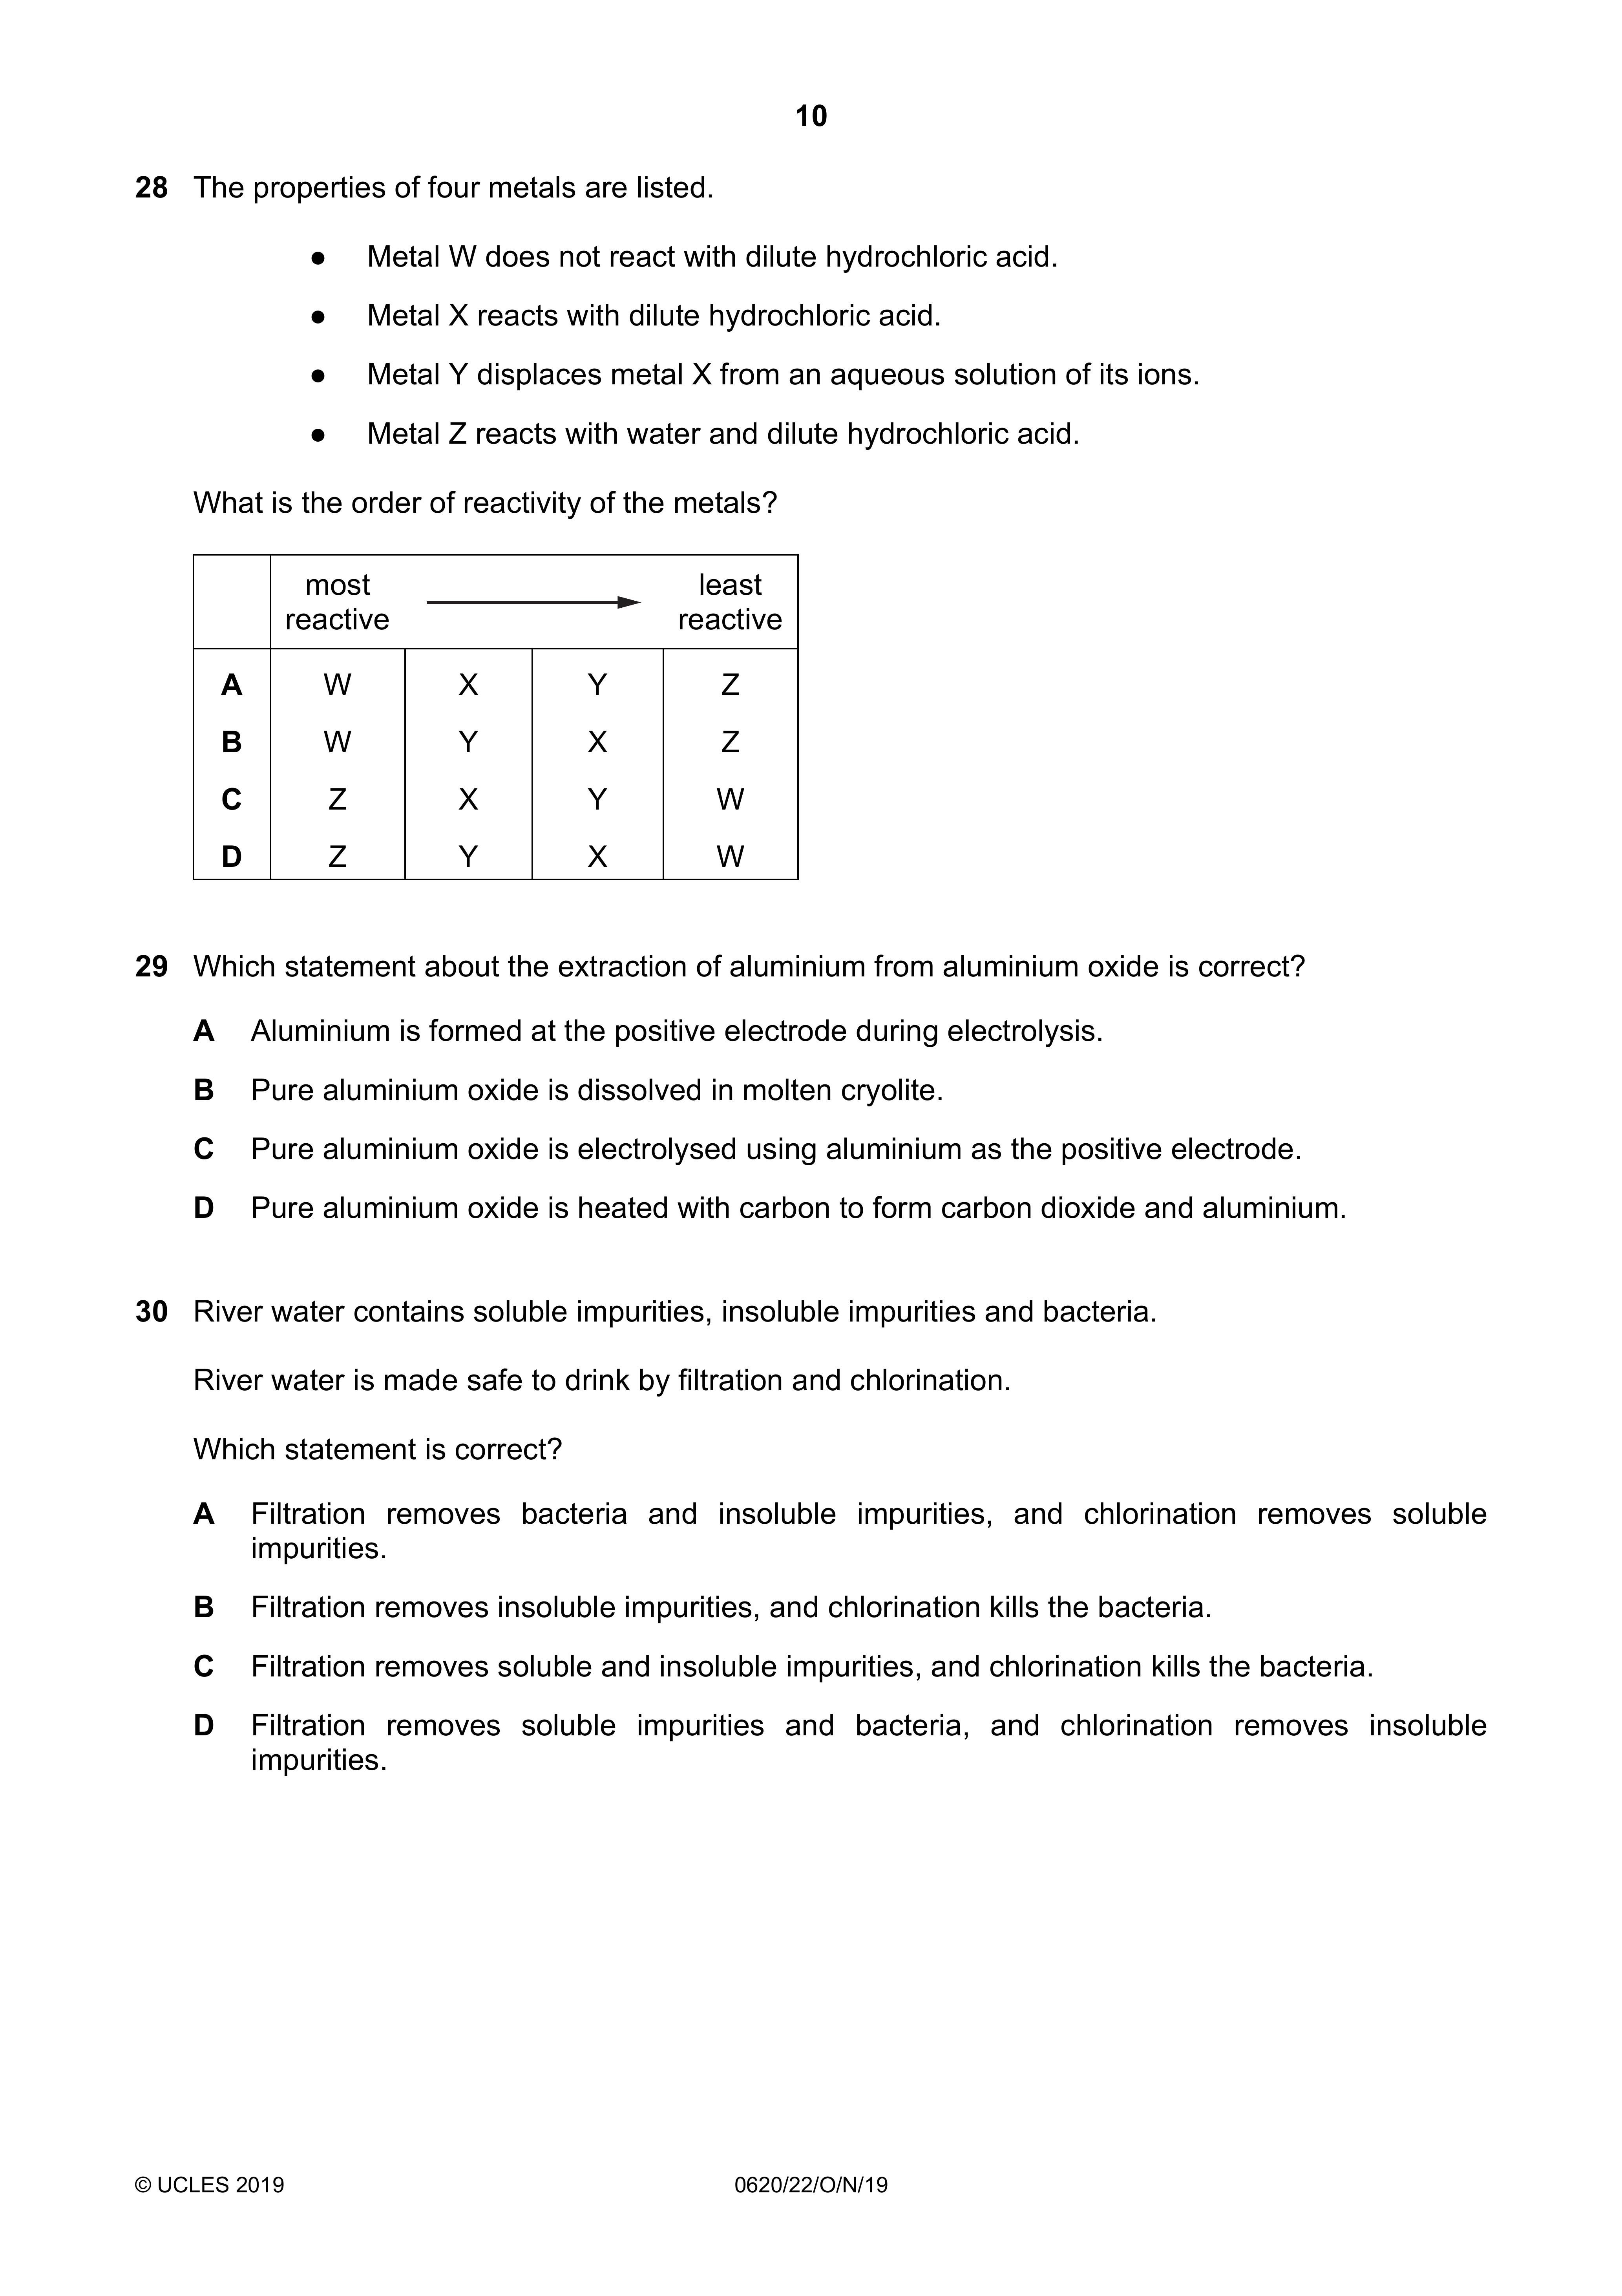 10
28 The properties of four metals are listed.
● Metal W does not react with dilute hydrochloric acid.
● Metal X reacts with dilute hydrochloric acid.
● Metal Y displaces metal X from an aqueous solution of its ions.
● Metal Z reacts with water and dilute hydrochloric acid.
What is the order of reactivity of the metals?
most least
reactive reactive
A W X Y Z
B W Y X Z
C Z X Y W
D Z Y X W
29 Which statement about the extraction of aluminium from aluminium oxide is correct?
A Aluminium is formed at the positive electrode during electrolysis.
B Pure aluminium oxide is dissolved in molten cryolite.
C Pure aluminium oxide is electrolysed using aluminium as the positive electrode.
D Pure aluminium oxide is heated with carbon to form carbon dioxide and aluminium.
30 River water contains soluble impurities, insoluble impurities and bacteria.
River water is made safe to drink by filtration and chlorination.
Which statement is correct?
A Filtration removes bacteria and insoluble impurities, and chlorination removes soluble
impurities.
B Filtration removes insoluble impurities, and chlorination kills the bacteria.
C Filtration removes soluble and insoluble impurities, and chlorination kills the bacteria.
D Filtration removes soluble impurities and bacteria, and chlorination removes insoluble
impurities.
© UCLES 2019 0620/22/O/N/19